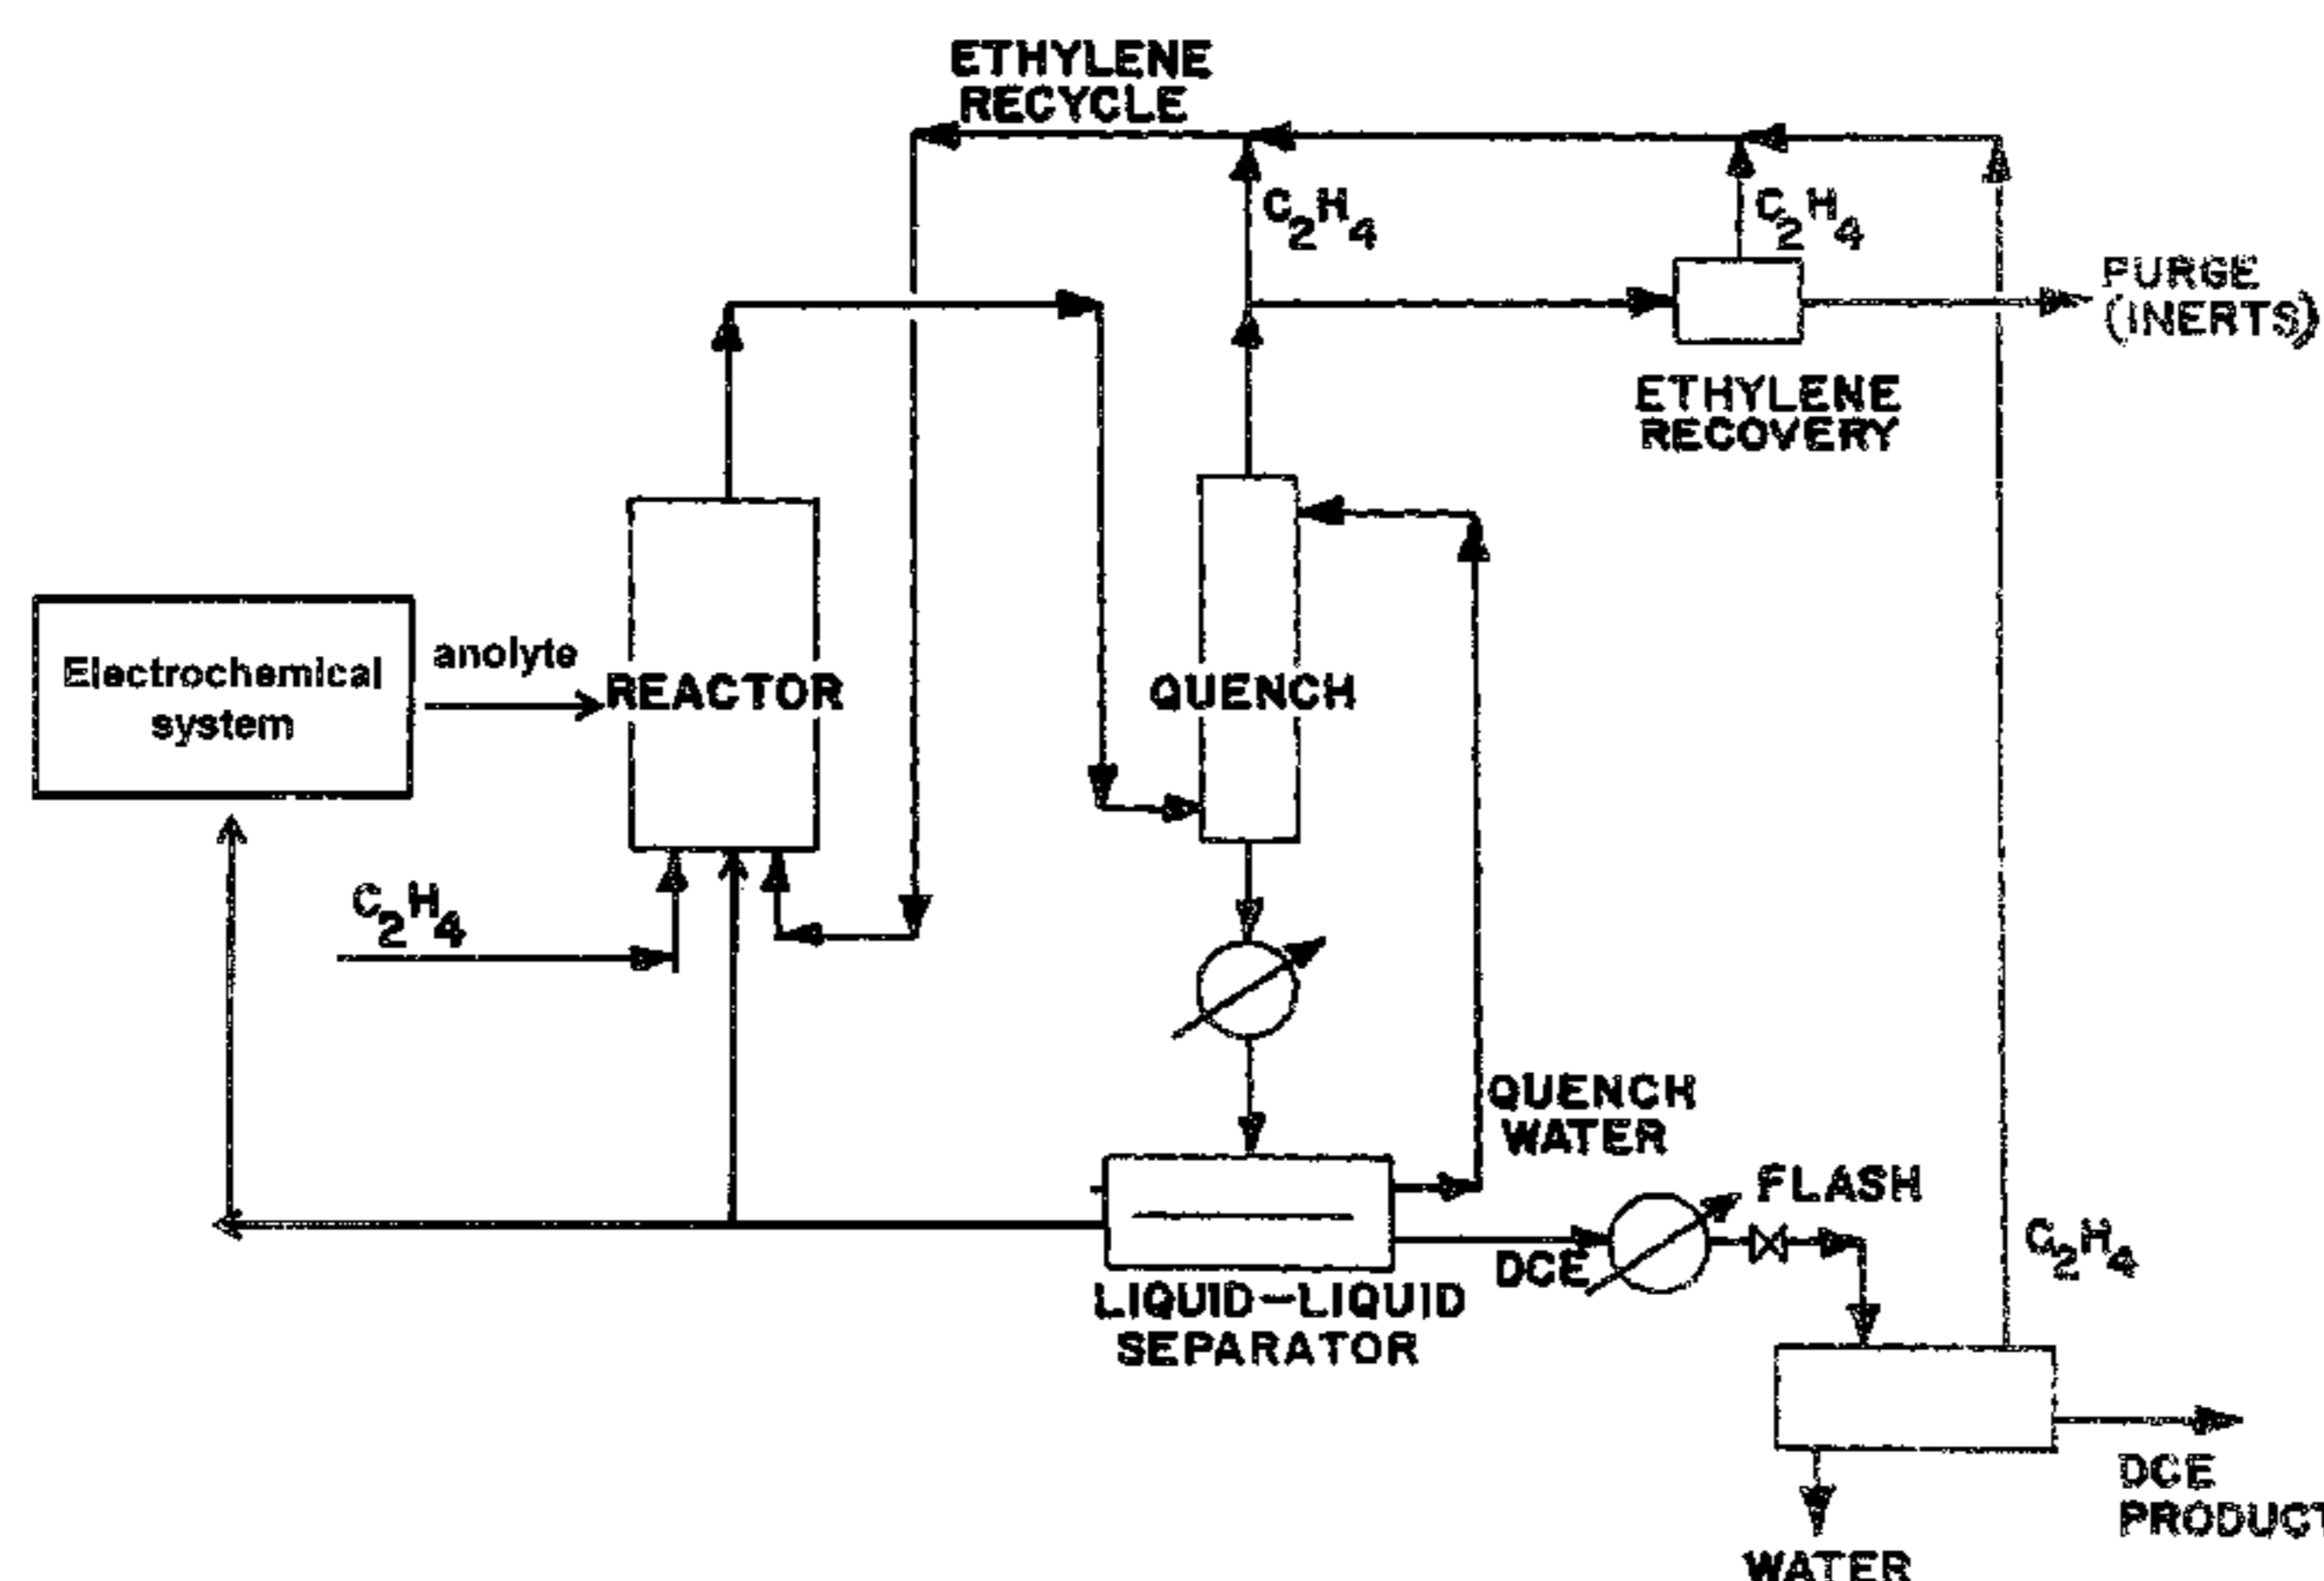 ETHYLENE
RECYCLE
C2H4
C2H4
PURGE
(INERTS)
ETHYLENE
RECOVERY
Electrochemical
system
anolyte
REACTOR
QUENCH
C2H4
QUENCH
WATER
FLASH
DCE
C2H4
LIQUID-LIQUID
SEPARATOR
DCE
PRODUCT
WATER